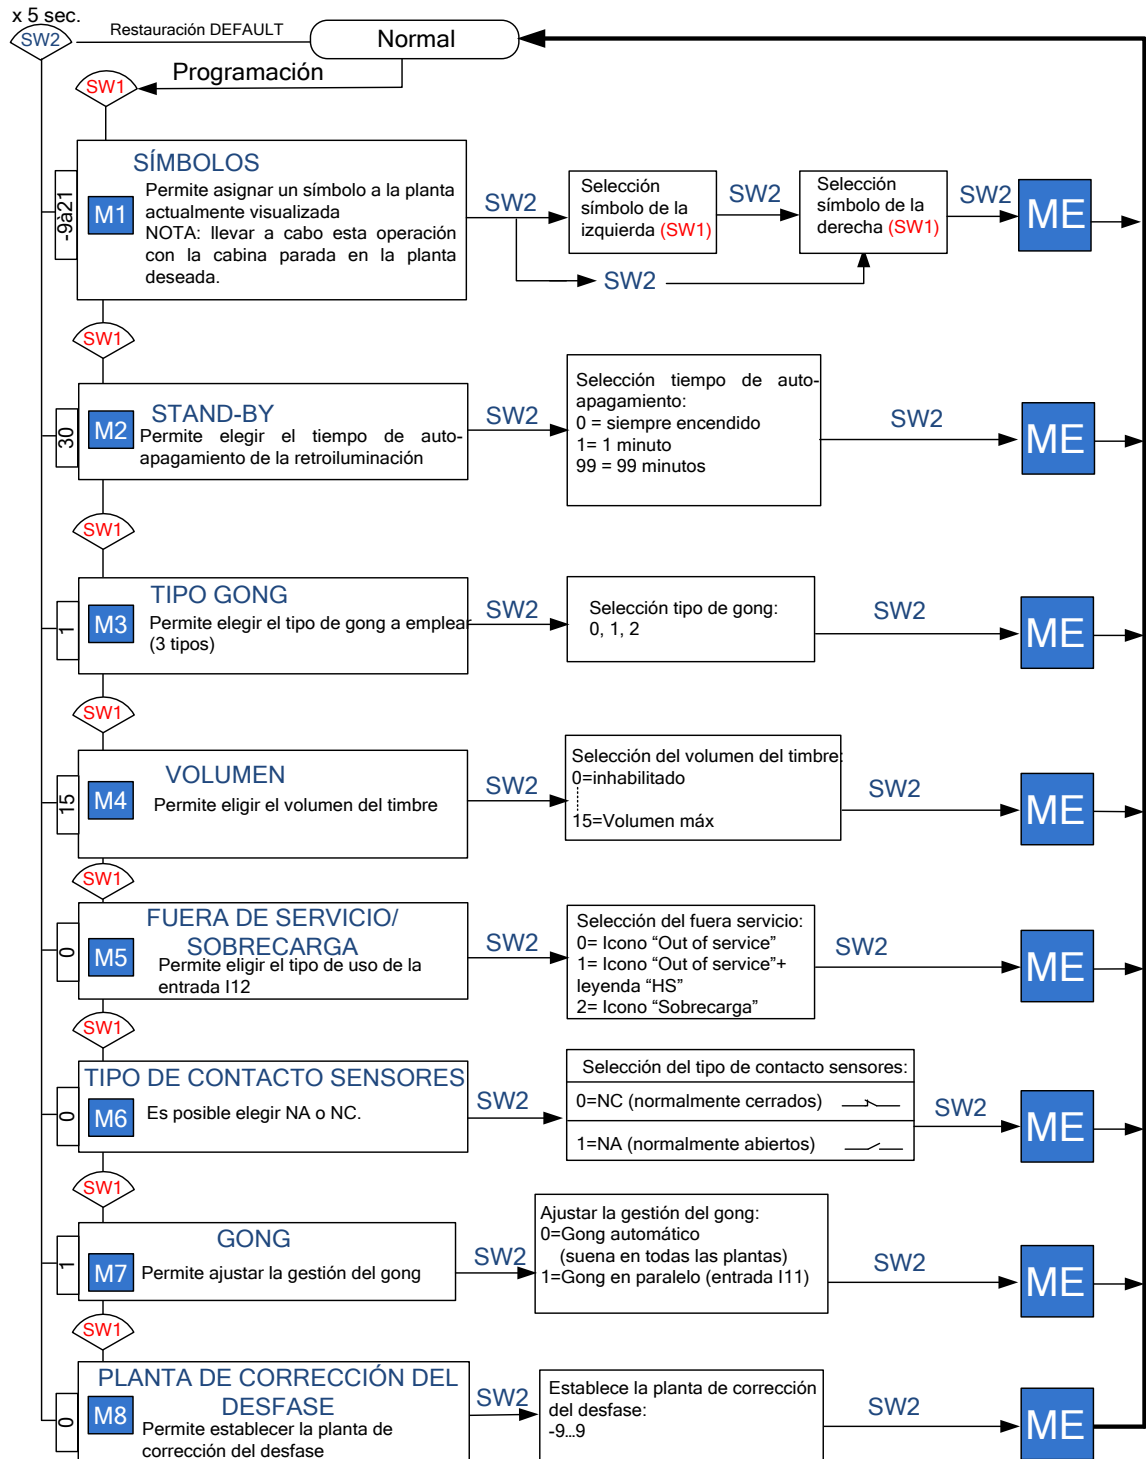 x 5 sec.
SW2
Restauración DEFAULT
Normal
SW1
Programación
-9à21
SÍMBOLOS
M1
Permite asignar un símbolo a la planta
actualmente visualizada
NOTA: llevar a cabo esta operación
con la cabina parada en la planta
deseada.
SW2
Selección
símbolo de la
izquierda (SW1)
SW2
Selección
símbolo de la
derecha (SW1)
SW2
ME
SW2
SW1
30
STAND-BY
M2
Permite elegir el tiempo de auto-
apagamiento de la retroiluminación
SW2
Selección tiempo de auto-
apagamiento:
0 = siempre encendido
1= 1 minuto
99 = 99 minutos
SW2
ME
SW1
1
TIPO GONG
M3
Permite elegir el tipo de gong a emplear
(3 tipos)
SW2
Selección tipo de gong:
0, 1, 2
SW2
ME
SW1
15
VOLUMEN
M4
Permite eligir el volumen del timbre
SW2
Selección del volumen del timbre:
0=inhabilitado
15=Volumen máx
SW2
ME
SW1
0
FUERA DE SERVICIO/
SOBRECARGA
M5
Permite eligir el tipo de uso de la
entrada I12
SW2
Selección del fuera servicio:
0= Icono “Out of service”
1= Icono “Out of service”+
leyenda “HS”
2= Icono “Sobrecarga”
SW2
ME
SW1
0
TIPO DE CONTACTO SENSORES
M6
Es posible elegir NA o NC.
SW2
Selección del tipo de contacto sensores:
0=NC (normalmente cerrados)
1=NA (normalmente abiertos)
SW2
ME
SW1
1
GONG
M7
Permite ajustar la gestión del gong
SW2
Ajustar la gestión del gong:
0=Gong automático
(suena en todas las plantas)
1=Gong en paralelo (entrada I11)
SW2
ME
SW1
0
PLANTA DE CORRECCIÓN DEL
DESFASE
M8
Permite establecer la planta de
corrección del desfase
SW2
Establece la planta de corrección
del desfase:
-9...9
SW2
ME